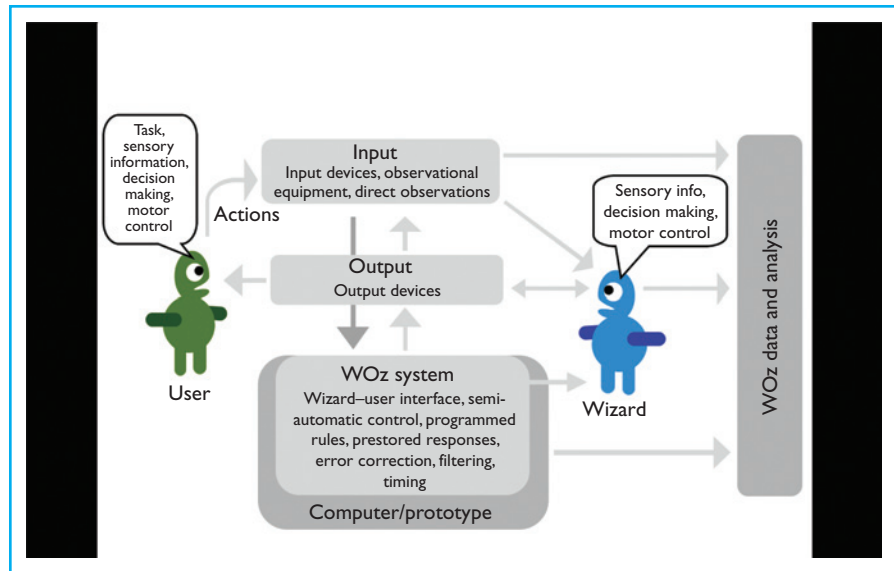 Task,
sensory
information,
decision
making,
motor
control
Actions
User
Input
Input devices, observational
equipment, direct observations
Output
Output devices
WOz system
Wizard–user interface, semi-
automatic control, programmed
rules, prestored responses,
error correction, filtering,
timing
Computer/prototype
Sensory info,
decision making,
motor control
Wizard
WOz data and analysis